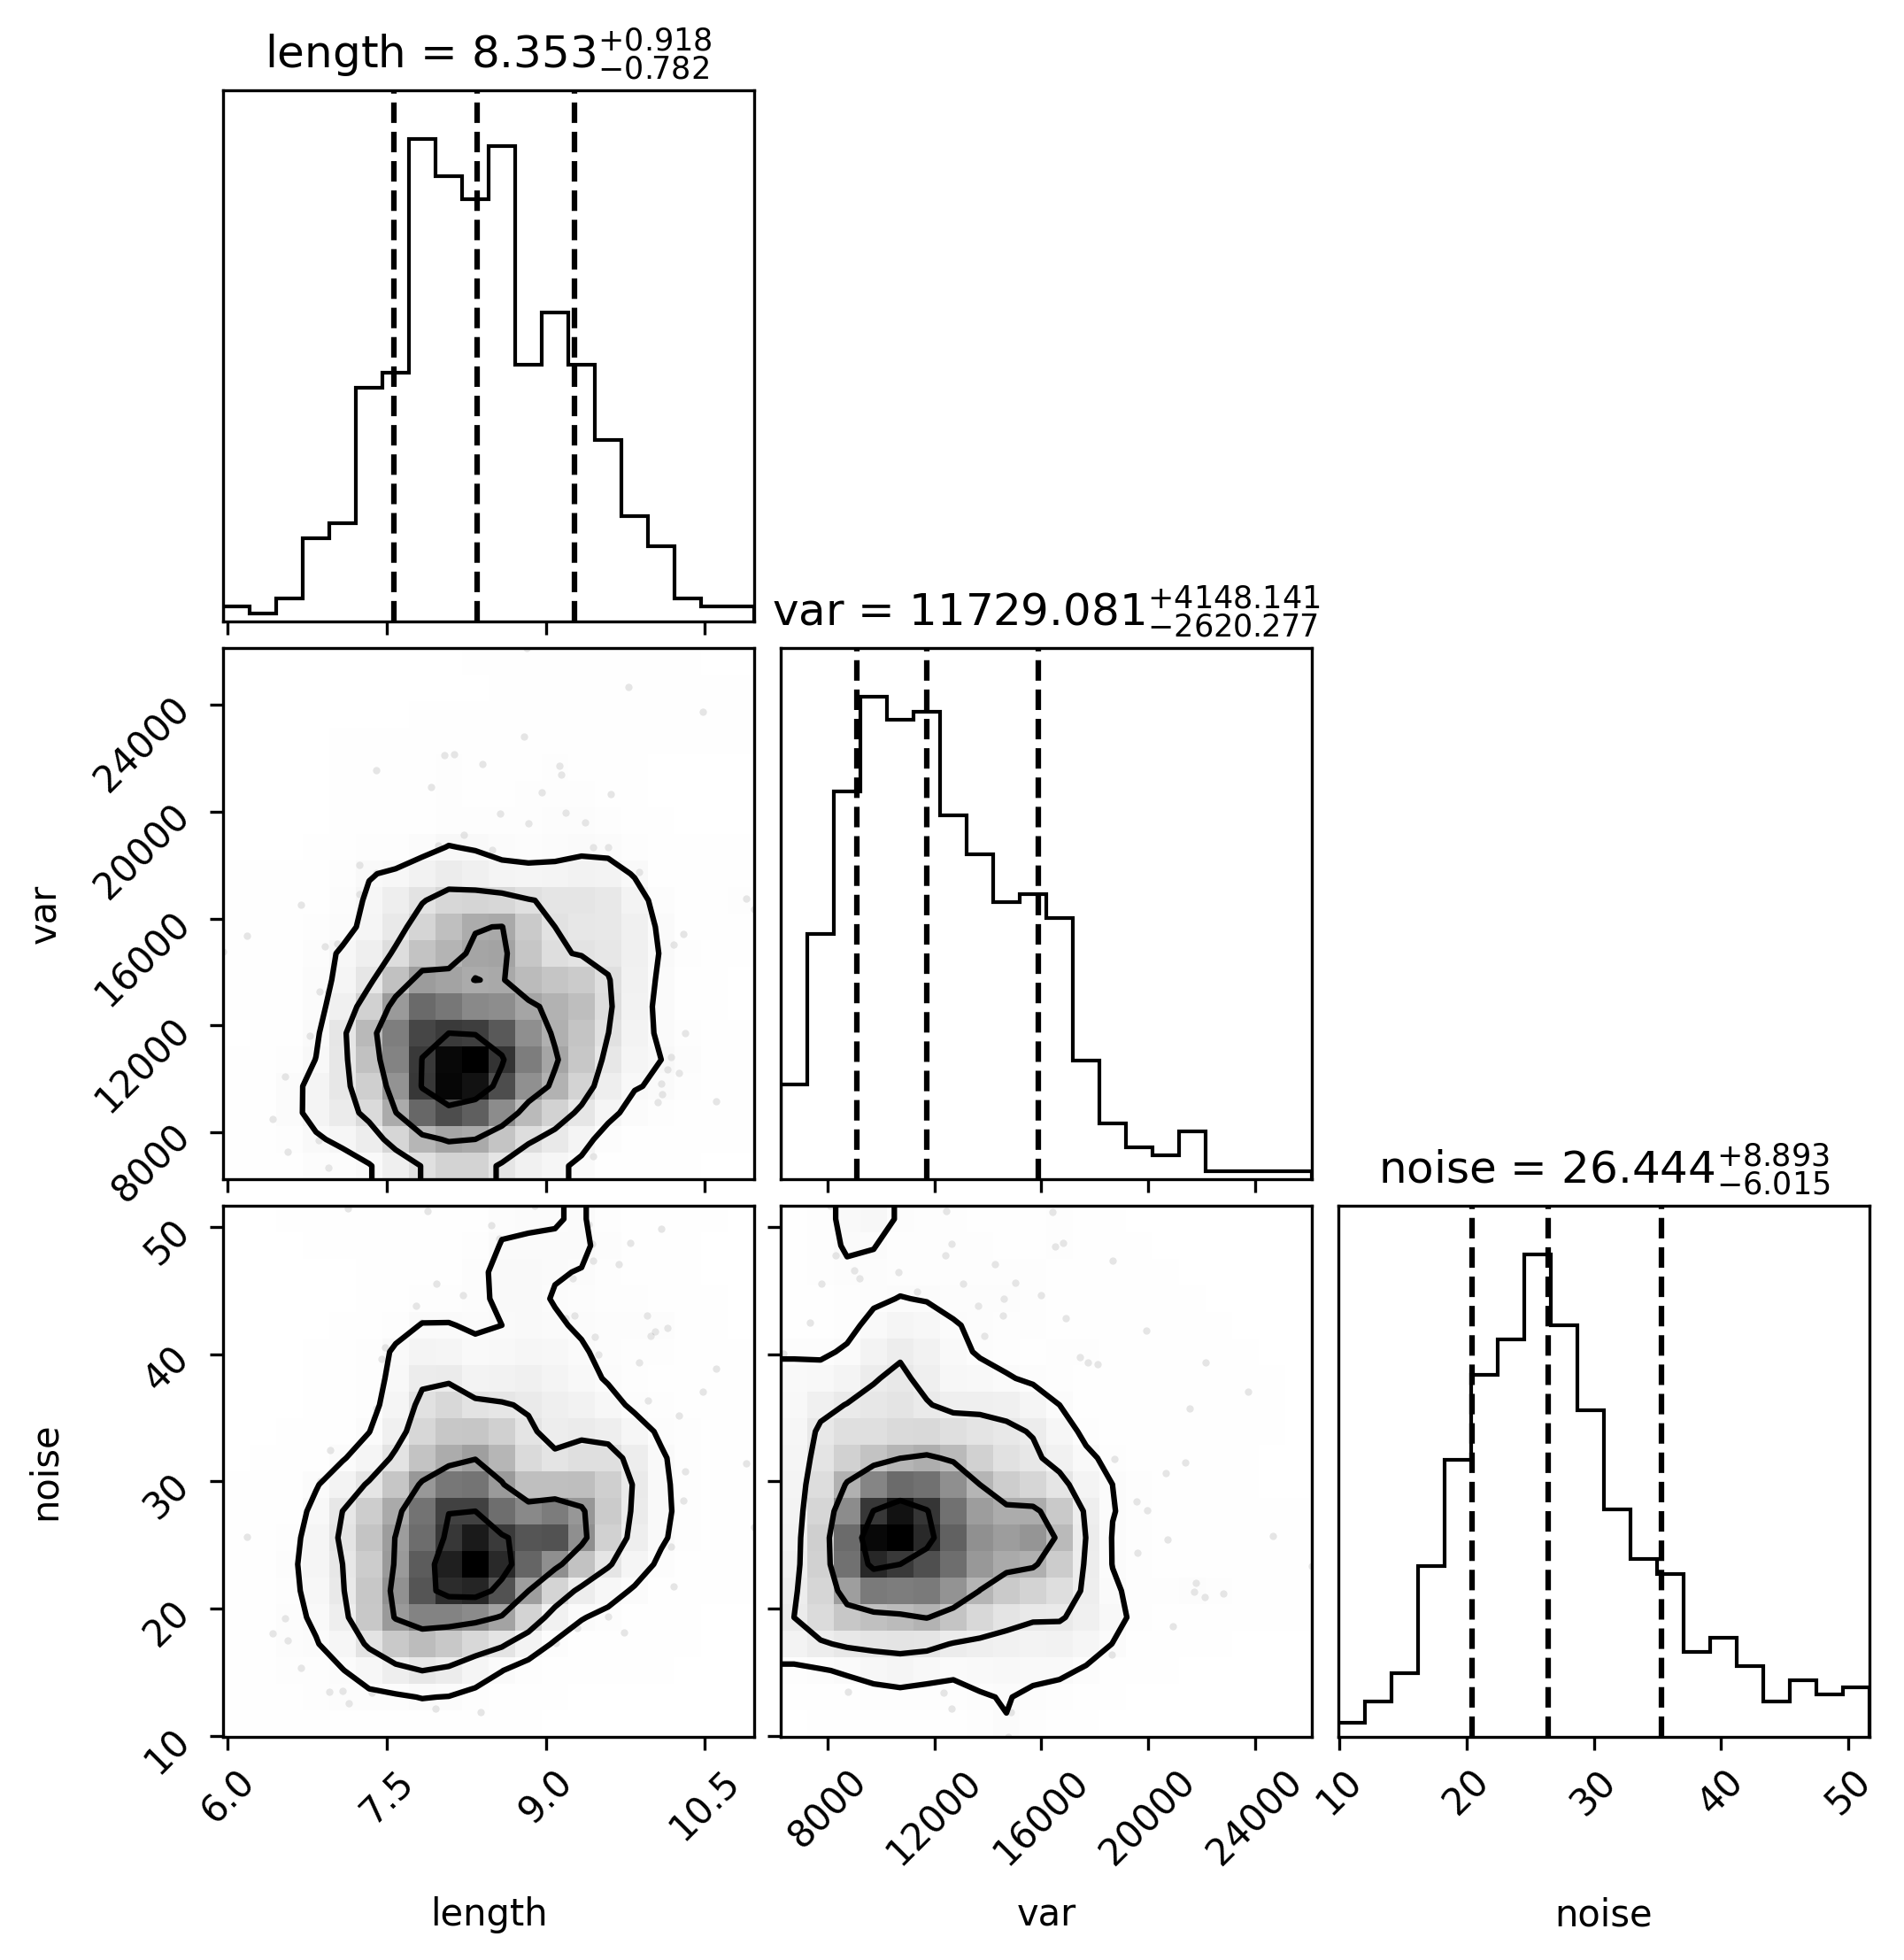 length = 8.353+0.918
−0.782
var = 11729.081+4148.141
−2620.277
24000
20000
16000
12000
8000
var
noise = 26.444+8.893
−6.015
50
40
30
20
10
noise
6.0 7.5 9.0 10.5
8000 12000 16000 20000 24000
10 20 30 40 50
length var noise